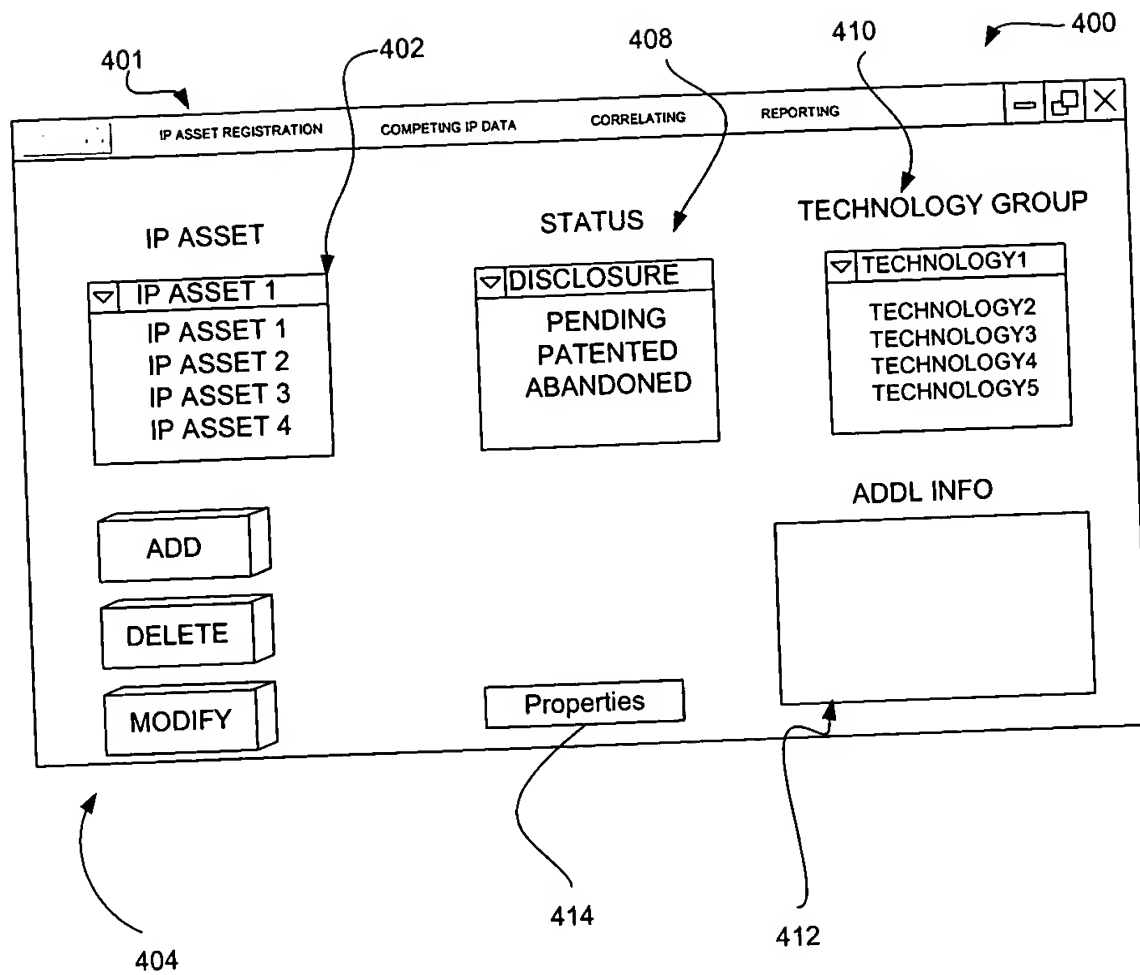 400
410
408
402
401
IP ASSET REGISTRATION COMPETING IP DATA CORRELATING REPORTING
IP ASSET
STATUS
TECHNOLOGY GROUP
IP ASSET 1
IP ASSET 1
IP ASSET 2
IP ASSET 3
IP ASSET 4
DISCLOSURE
PENDING
PATENTED
ABANDONED
TECHNOLOGY1
TECHNOLOGY2
TECHNOLOGY3
TECHNOLOGY4
TECHNOLOGY5
ADDL INFO
ADD
DELETE
MODIFY
Properties
414
412
404